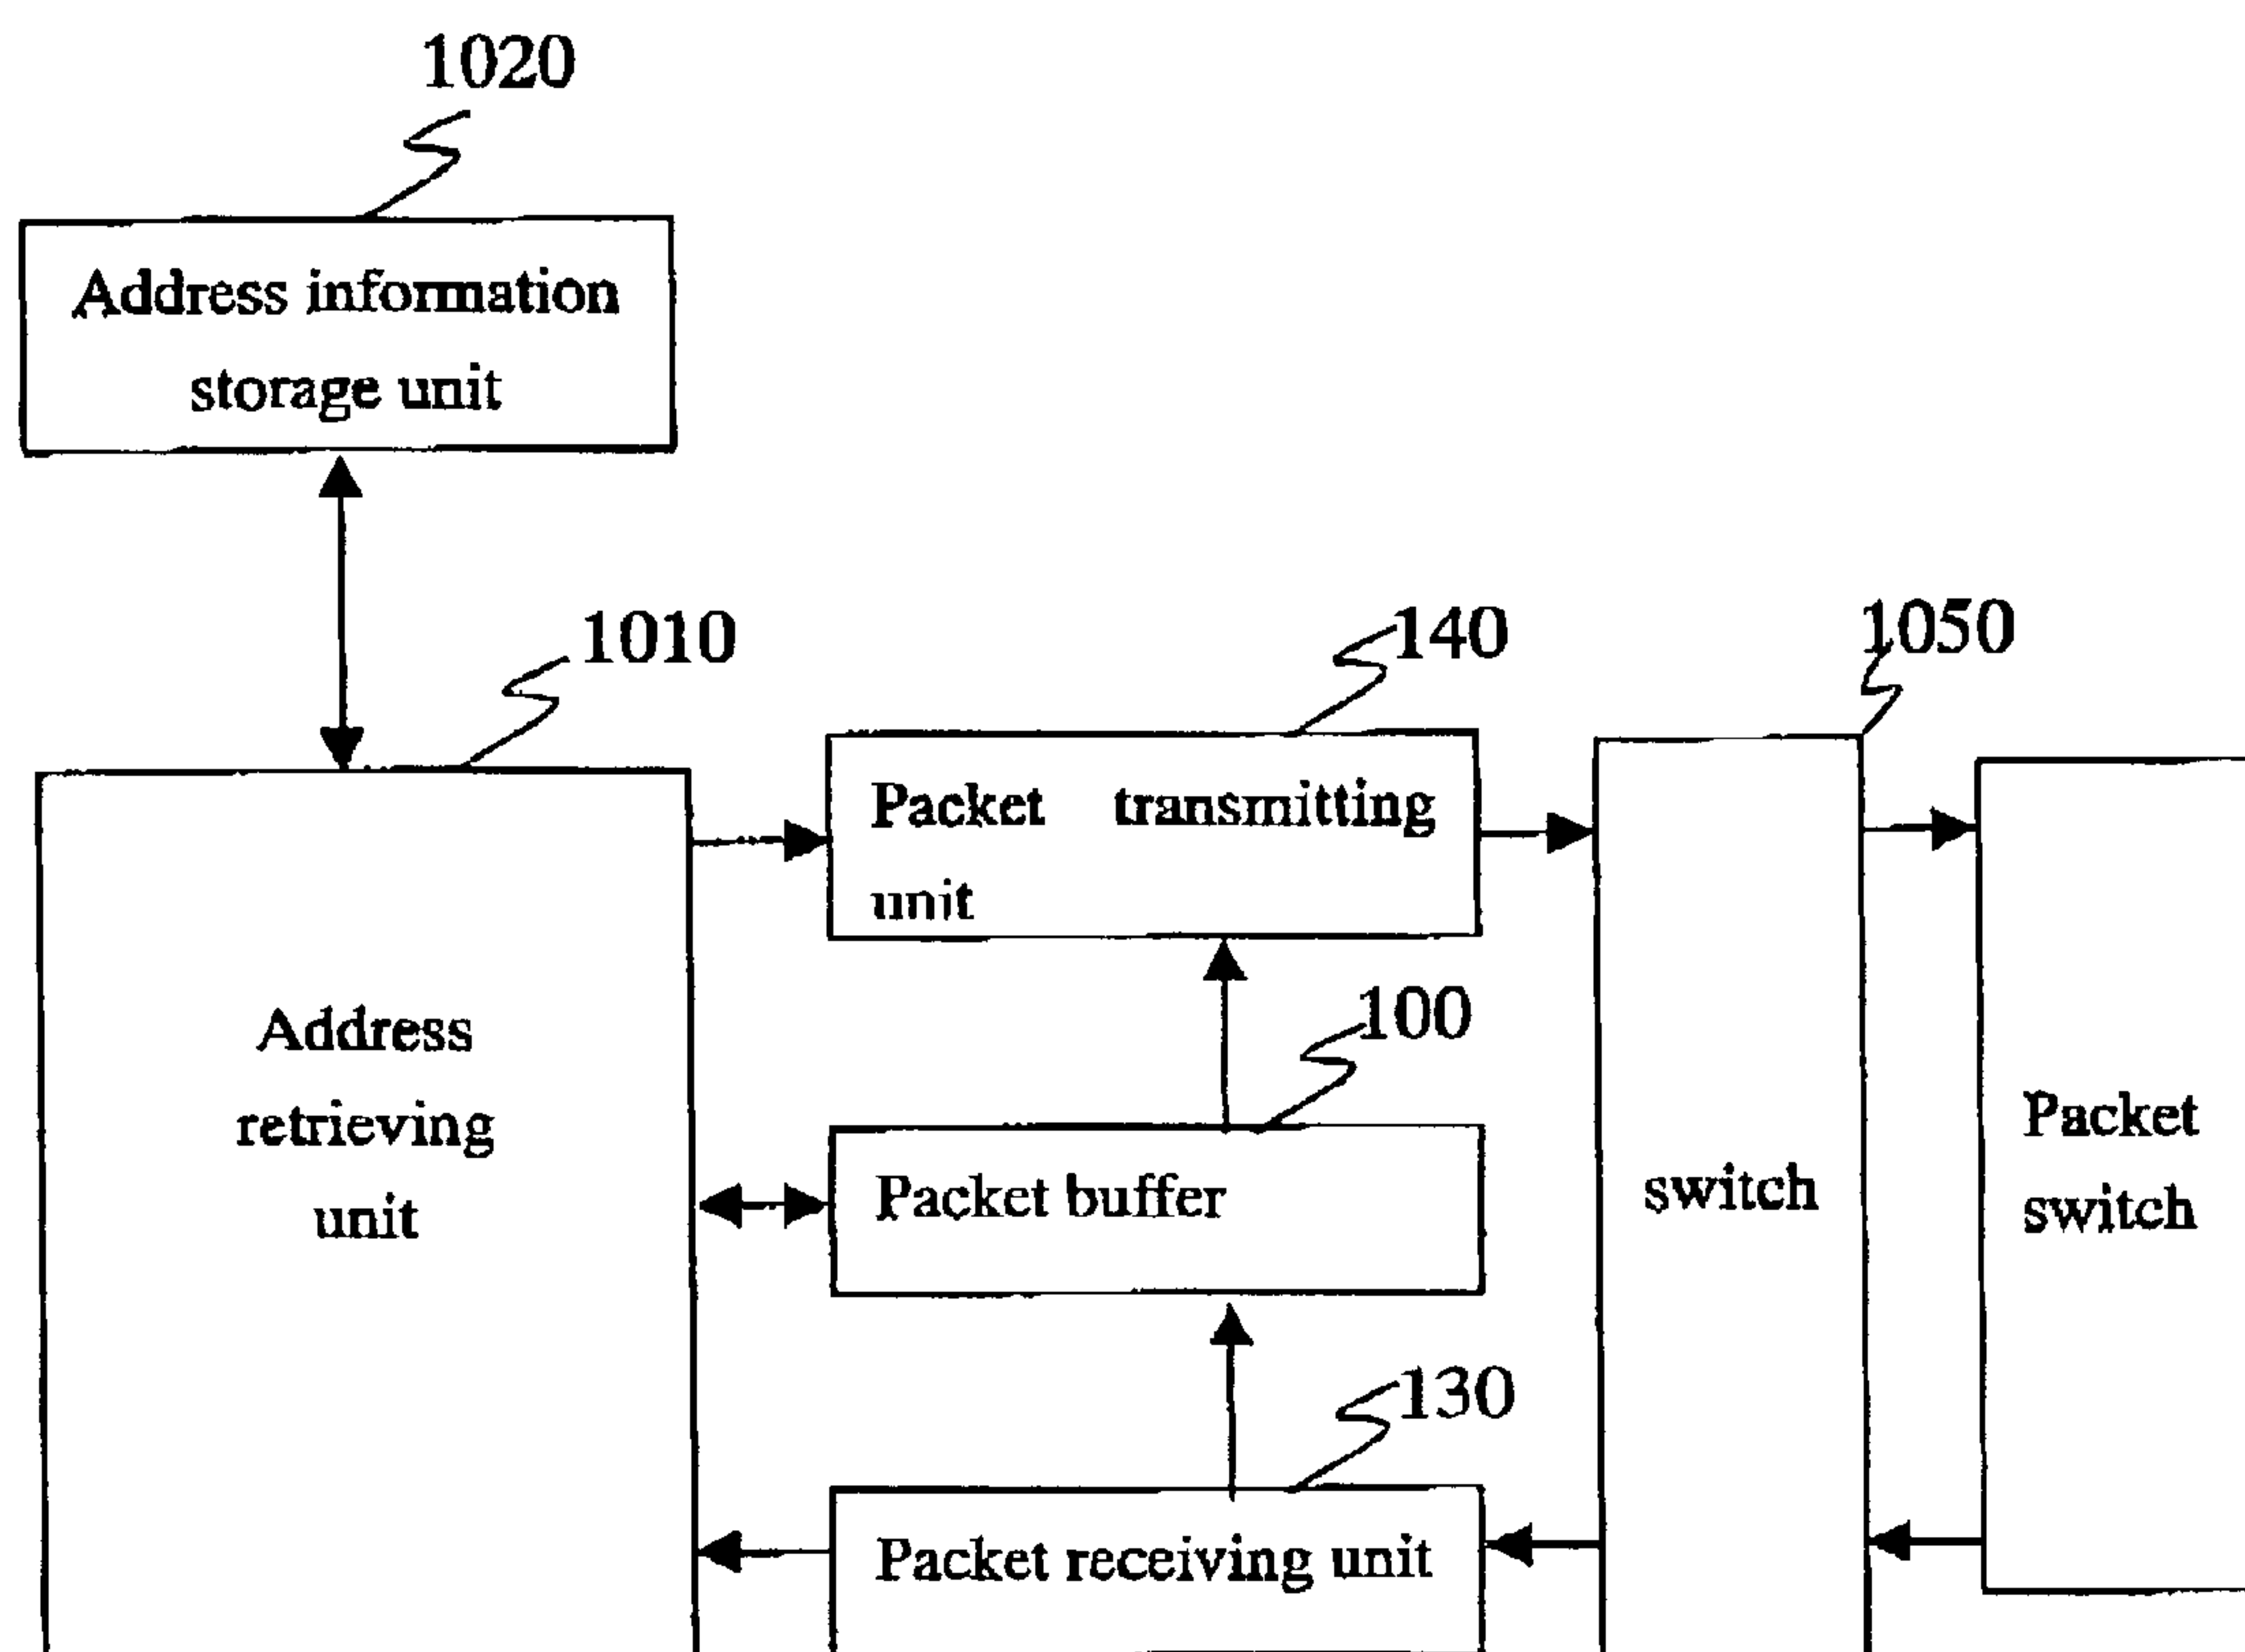 1020
Address information
storage unit
1010
140
1050
Packet transmitting
unit
100
Address
retrieving
unit
Packet buffer
switch
Packet
switch
130
Packet receiving unit